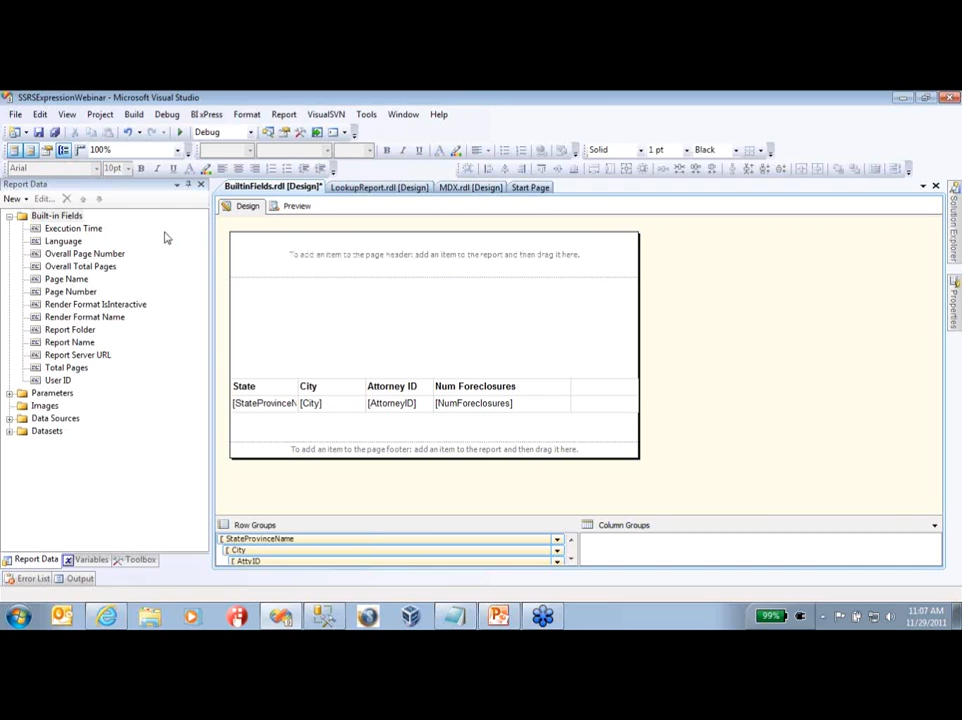 SSRSExpressionWebinar - Microsoft Visual Studio
File Edit View Project Build Debug BI xPress Format Report VisualSVN Tools Window Help
Debug
100% Solid 1 pt Black
Arial 10pt
Report Data
BuiltinFields.rdl [Design]* LookupReport.rdl [Design] MDX.rdl [Design] Start Page
New Edit...
Design Preview
Built-in Fields
Execution Time
Language
Overall Page Number
Overall Total Pages
Page Name
Page Number
Render Format IsInteractive
Render Format Name
Report Folder
Report Name
Report Server URL
Total Pages
User ID
Parameters
Images
Data Sources
Datasets
To add an item to the page header: add an item to the report and then drag it here.
State City Attorney ID Num Foreclosures
[StateProvinceN [City] [AttorneyID] [NumForeclosures]
To add an item to the page footer: add an item to the report and then drag it here.
Solution Explorer
Properties
Row Groups Column Groups
[ StateProvinceName
[ City
[ AttyID
Report Data Variables Toolbox
Error List Output
99%
11:07 AM
11/29/2011